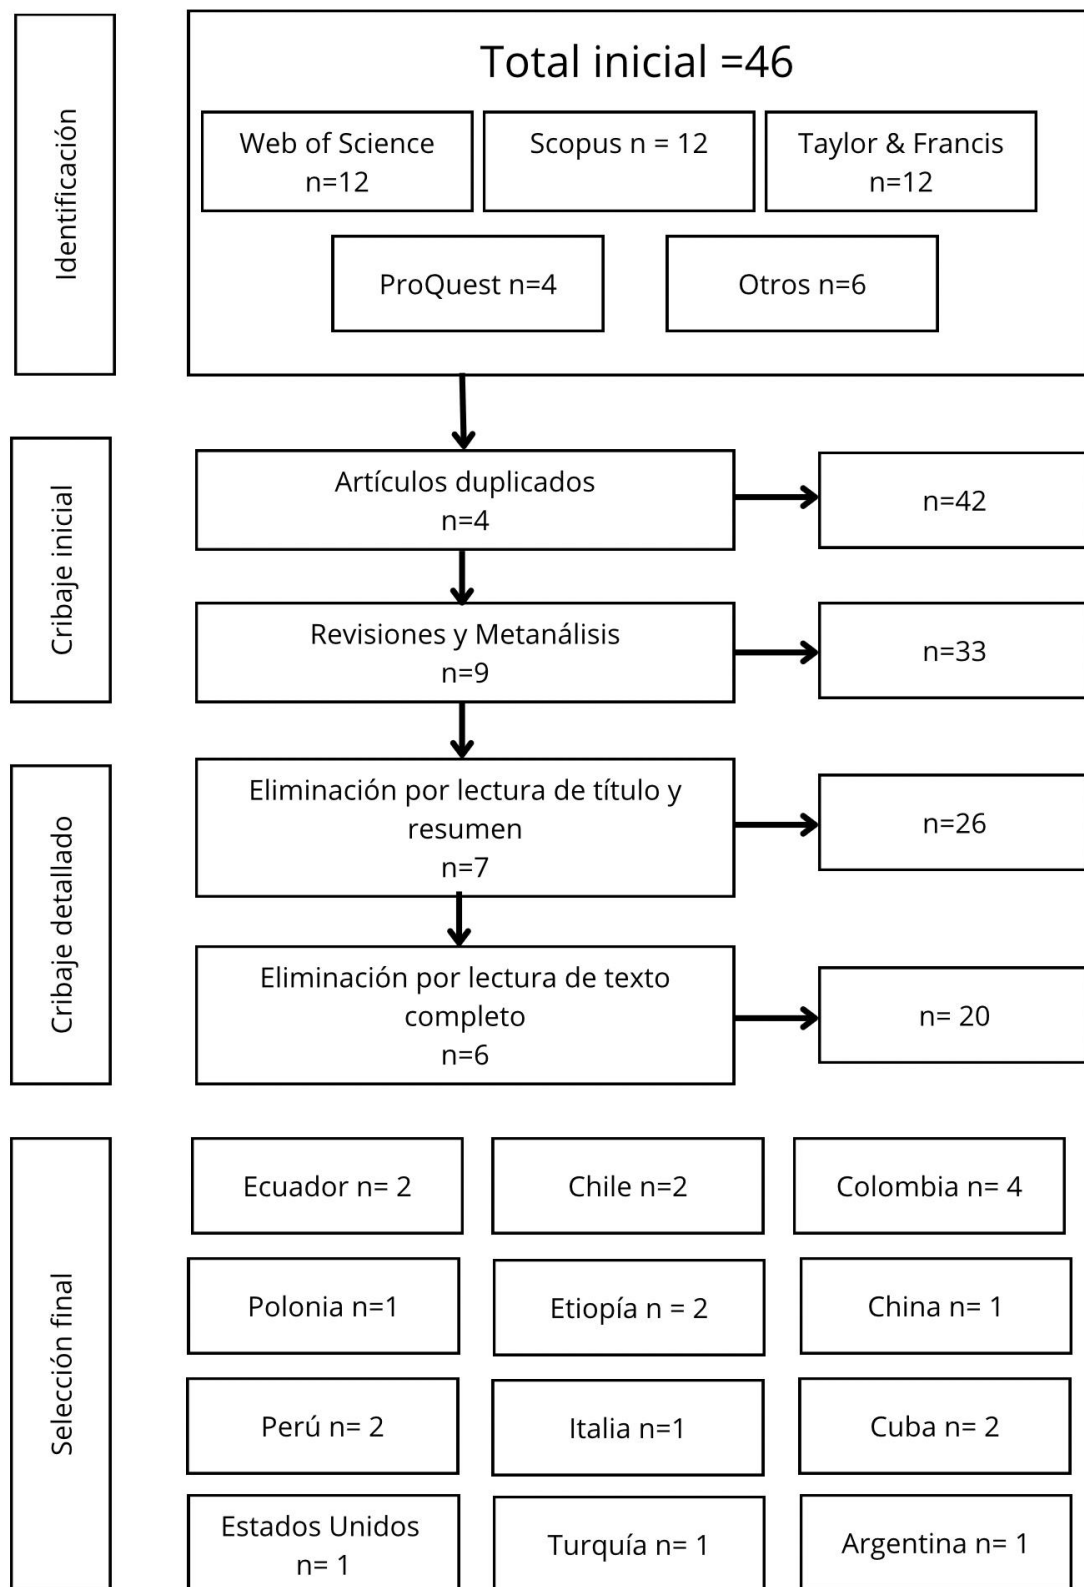 Identificación
Total inicial =46
Web of Science
n=12
Scopus n = 12
Taylor & Francis
n=12
ProQuest n=4
Otros n=6
Cribaje inicial
Artículos duplicados
n=4
n=42
Revisiones y Metanálisis
n=9
n=33
Cribaje detallado
Eliminación por lectura de título y
resumen
n=7
n=26
Eliminación por lectura de texto
completo
n=6
n= 20
Selección final
Ecuador n= 2
Chile n=2
Colombia n= 4
Polonia n=1
Etiopía n = 2
China n= 1
Perú n= 2
Italia n=1
Cuba n= 2
Estados Unidos
n= 1
Turquía n= 1
Argentina n= 1